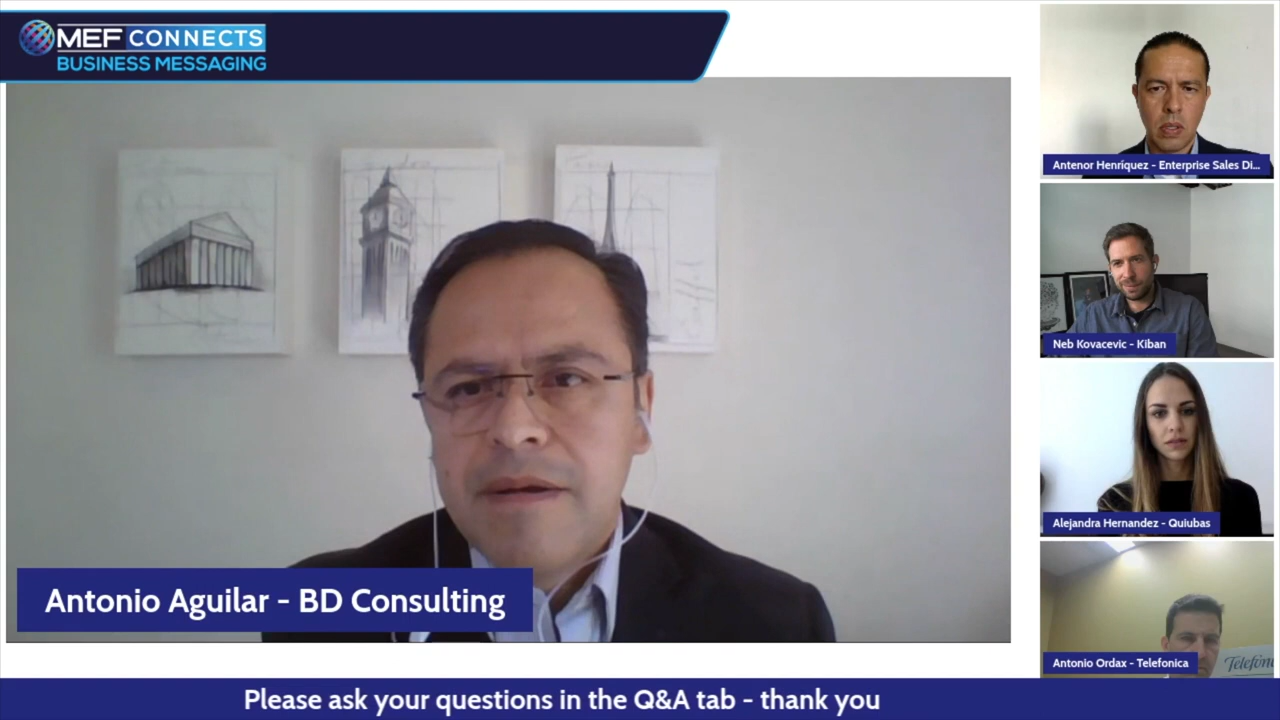 MEF CONNECTS
BUSINESS MESSAGING
Antonio Aguilar - BD Consulting
Antenor Henríquez - Enterprise Sales Di...
Neb Kovacevic - Kiban
Alejandra Hernandez - Quiubas
Antonio Ordax - Telefonica
Please ask your questions in the Q&A tab - thank you